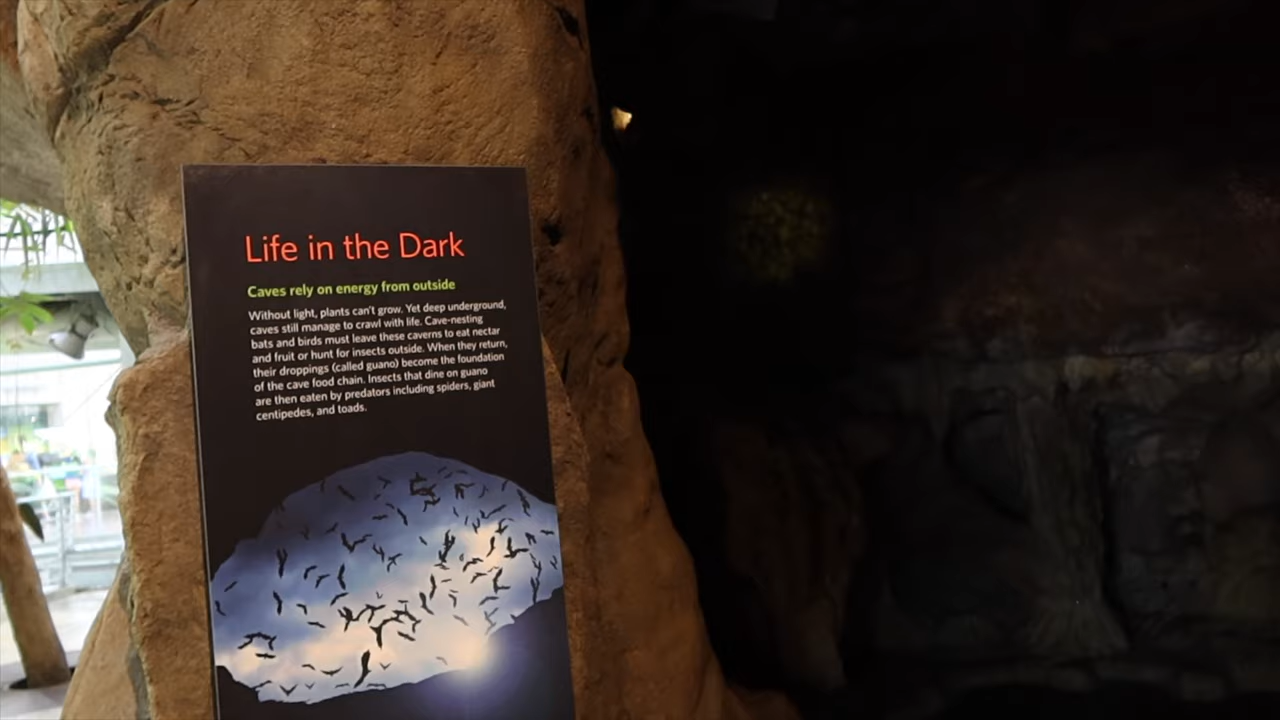 Life in the Dark
Caves rely on energy from outside
Without light, plants can't grow. Yet deep underground,
caves still manage to crawl with life. Cave-nesting
bats and birds must leave these caverns to eat nectar
and fruit or hunt for insects outside. When they return,
their droppings (called guano) become the foundation
of the cave food chain. Insects that dine on guano
are then eaten by predators including spiders, giant
centipedes, and toads.